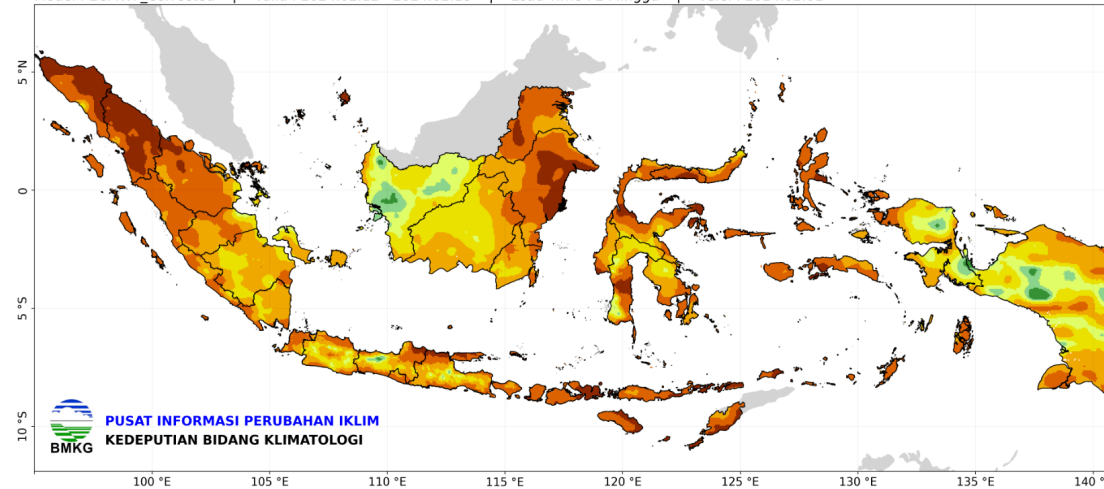 5 °N
0
5 °S
10 °S
PUSAT INFORMASI PERUBAHAN IKLIM
KEDEPUTIAN BIDANG KLIMATOLOGI
BMKG
100 °E
105 °E
110 °E
115 °E
120 °E
125 °E
130 °E
135 °E
140 °